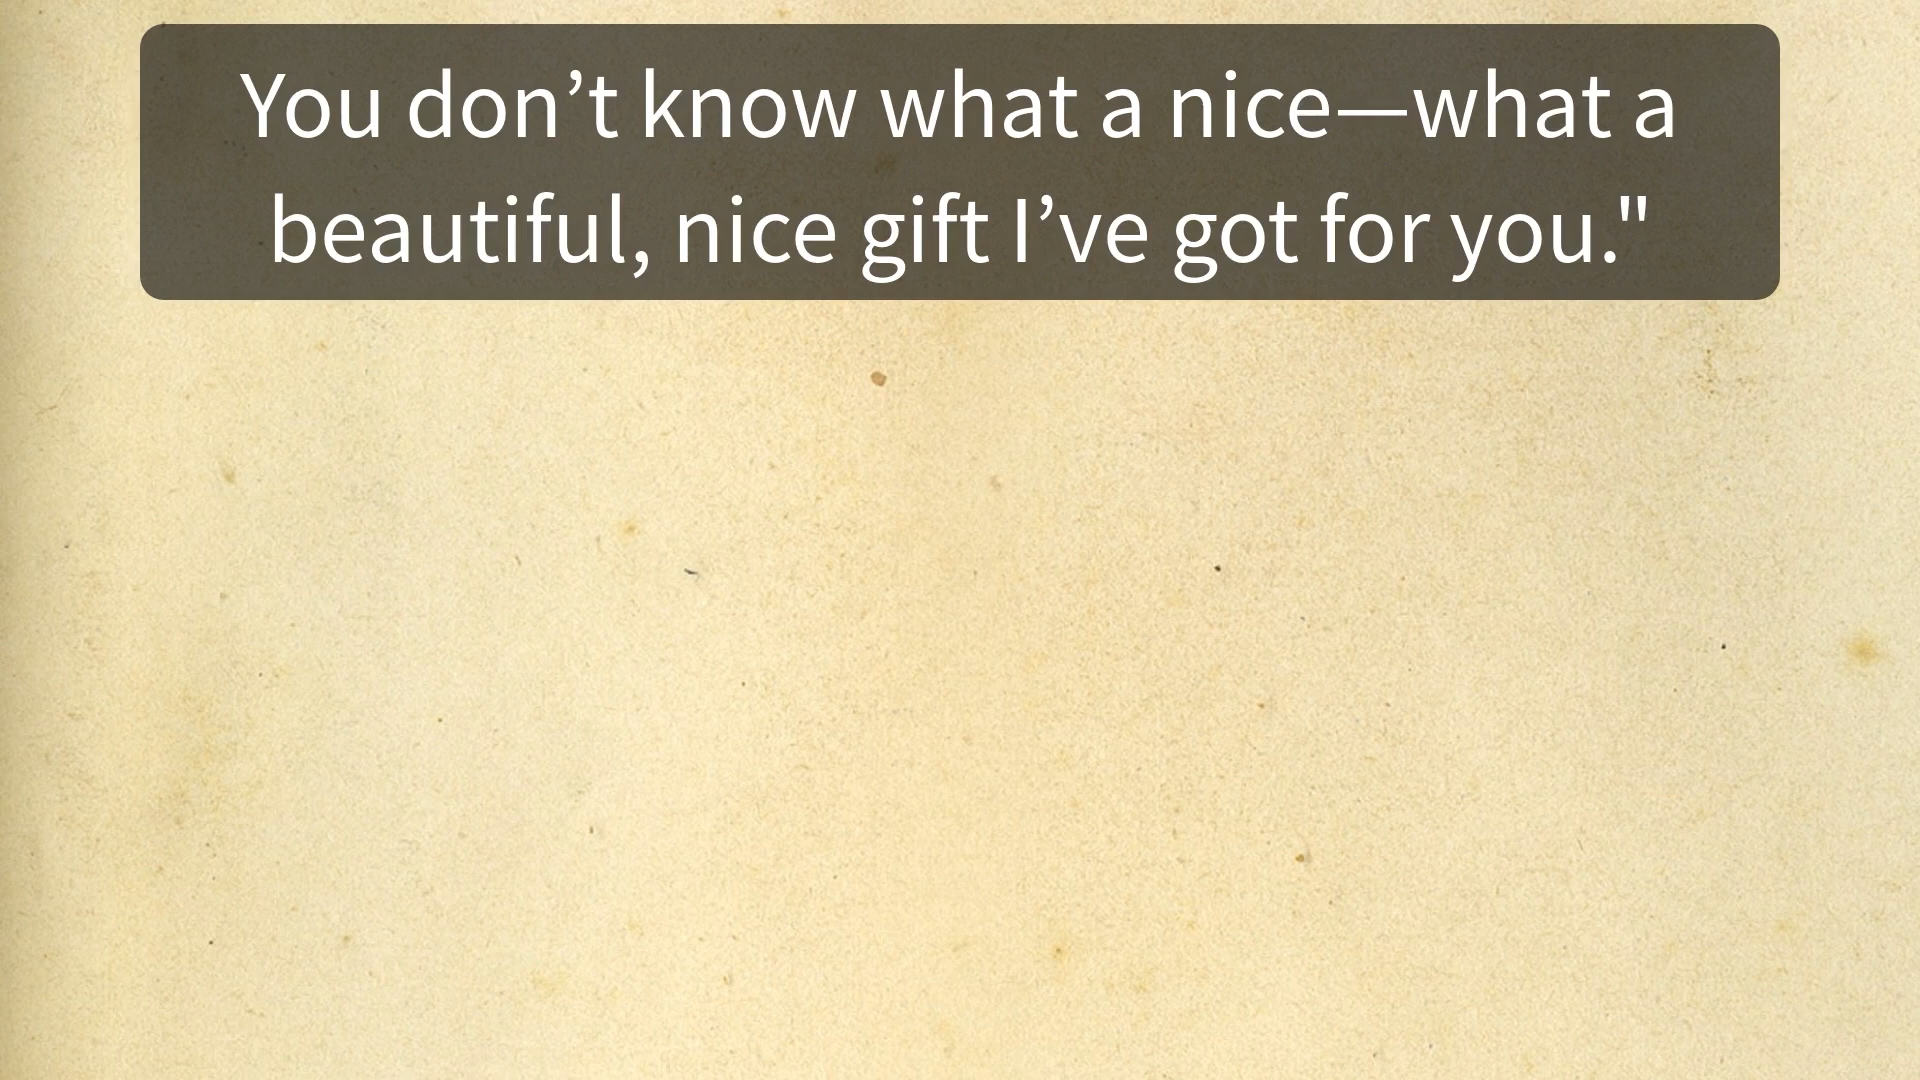 You don’t know what a nice—what a
beautiful, nice gift I’ve got for you."